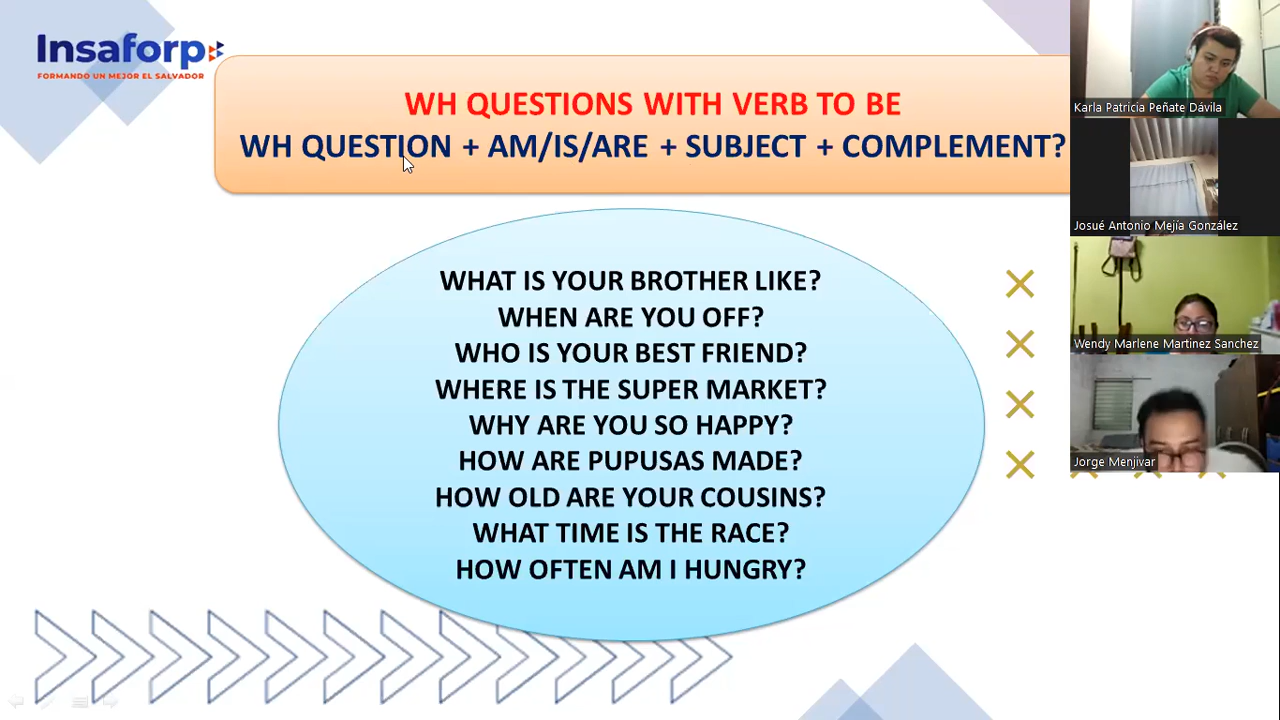 Insaforp
FORMANDO UN MEJOR EL SALVADOR
WH QUESTIONS WITH VERB TO BE
WH QUESTION + AM/IS/ARE + SUBJECT + COMPLEMENT?
WHAT IS YOUR BROTHER LIKE?
WHEN ARE YOU OFF?
WHO IS YOUR BEST FRIEND?
WHERE IS THE SUPER MARKET?
WHY ARE YOU SO HAPPY?
HOW ARE PUPUSAS MADE?
HOW OLD ARE YOUR COUSINS?
WHAT TIME IS THE RACE?
HOW OFTEN AM I HUNGRY?
Karla Patricia Peñate Dávila
Josué Antonio Mejía González
Wendy Marlene Martinez Sanchez
Jorge Menjivar